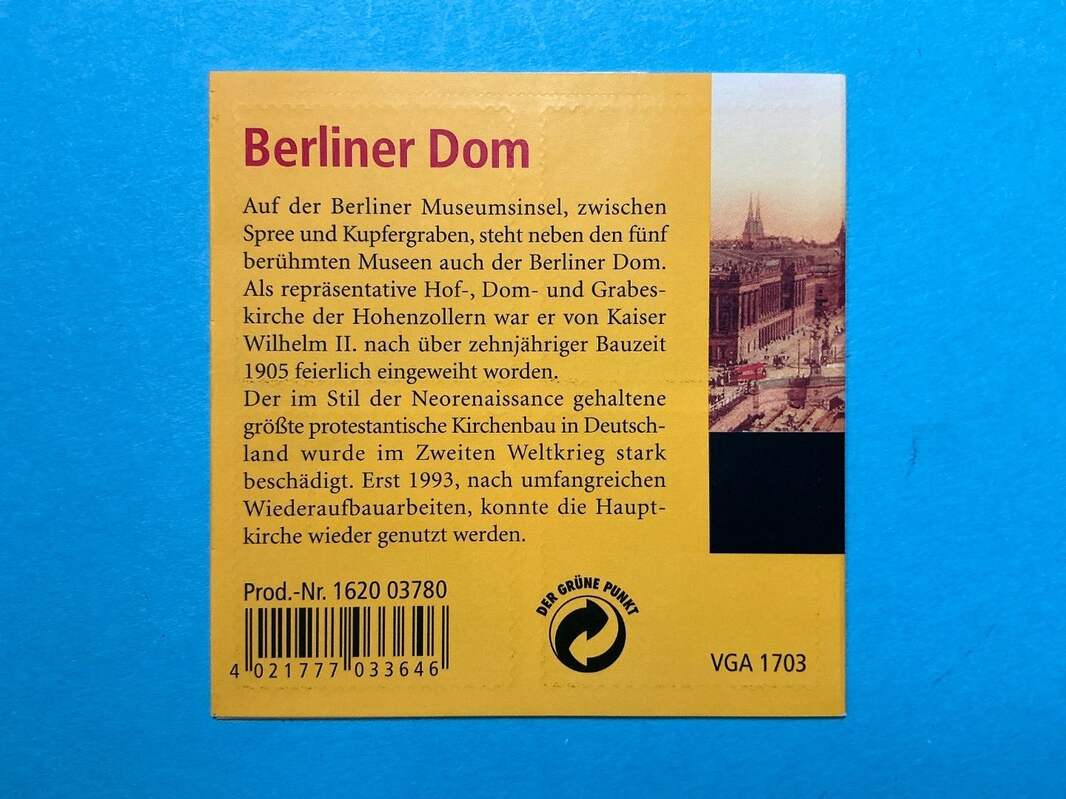 Berliner Dom
Auf der Berliner Museumsinsel, zwischen
Spree und Kupfergraben, steht neben den fünf
berühmten Museen auch der Berliner Dom.
Als repräsentative Hof-, Dom- und Grabes-
kirche der Hohenzollern war er von Kaiser
Wilhelm II. nach über zehnjähriger Bauzeit
1905 feierlich eingeweiht worden.
Der im Stil der Neorenaissance gehaltene
größte protestantische Kirchenbau in Deutsch-
land wurde im Zweiten Weltkrieg stark
beschädigt. Erst 1993, nach umfangreichen
Wiederaufbauarbeiten, konnte die Haupt-
kirche wieder genutzt werden.
Prod.-Nr. 1620 03780
4 021777 033646
DER GRÜNE PUNKT
VGA 1703